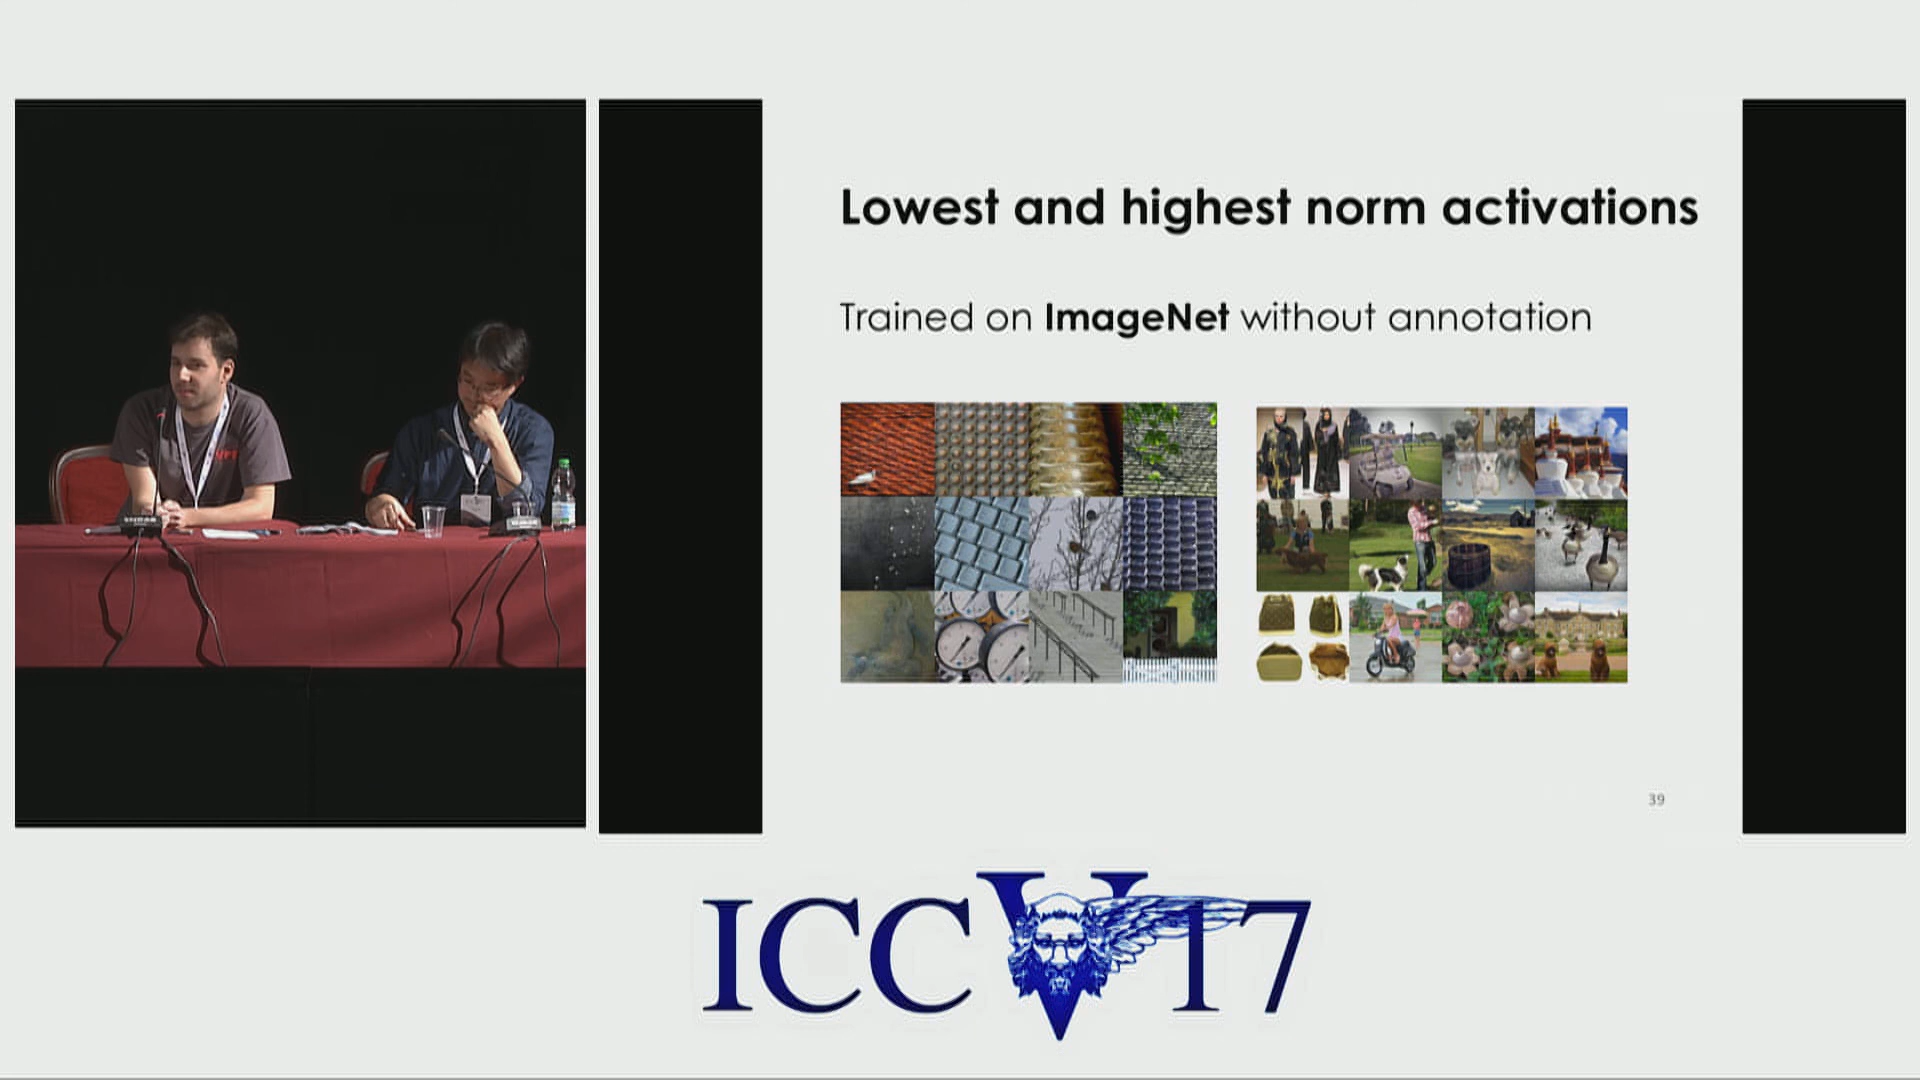 Lowest and highest norm activations
Trained on ImageNet without annotation
39
ICCV17